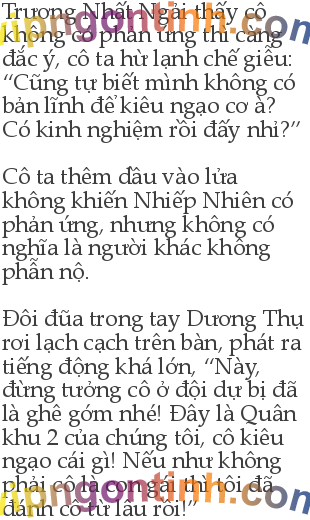 Trương Nhất Ngải thấy cô
không có phản ứng thì càng
đắc ý, cô ta hừ lạnh chế giễu:
“Cũng tự biết mình không có
bản lĩnh để kiêu ngạo cơ à?
Có kinh nghiệm rồi đấy nhỉ?”
Cô ta thêm dầu vào lửa
không khiến Nhiếp Nhiên có
phản ứng, nhưng không có
nghĩa là người khác không
phẫn nộ.
Đôi đũa trong tay Dương Thụ
rơi lạch cạch trên bàn, phát ra
tiếng động khá lớn, “Này,
đừng tưởng cô ở đội dự bị đã
là ghê gớm nhé! Đây là Quân
khu 2 của chúng tôi, cô kiêu
ngạo cái gì! Nếu như không
phải cô là con gái thì tôi đã
đánh cô từ lâu rồi!”